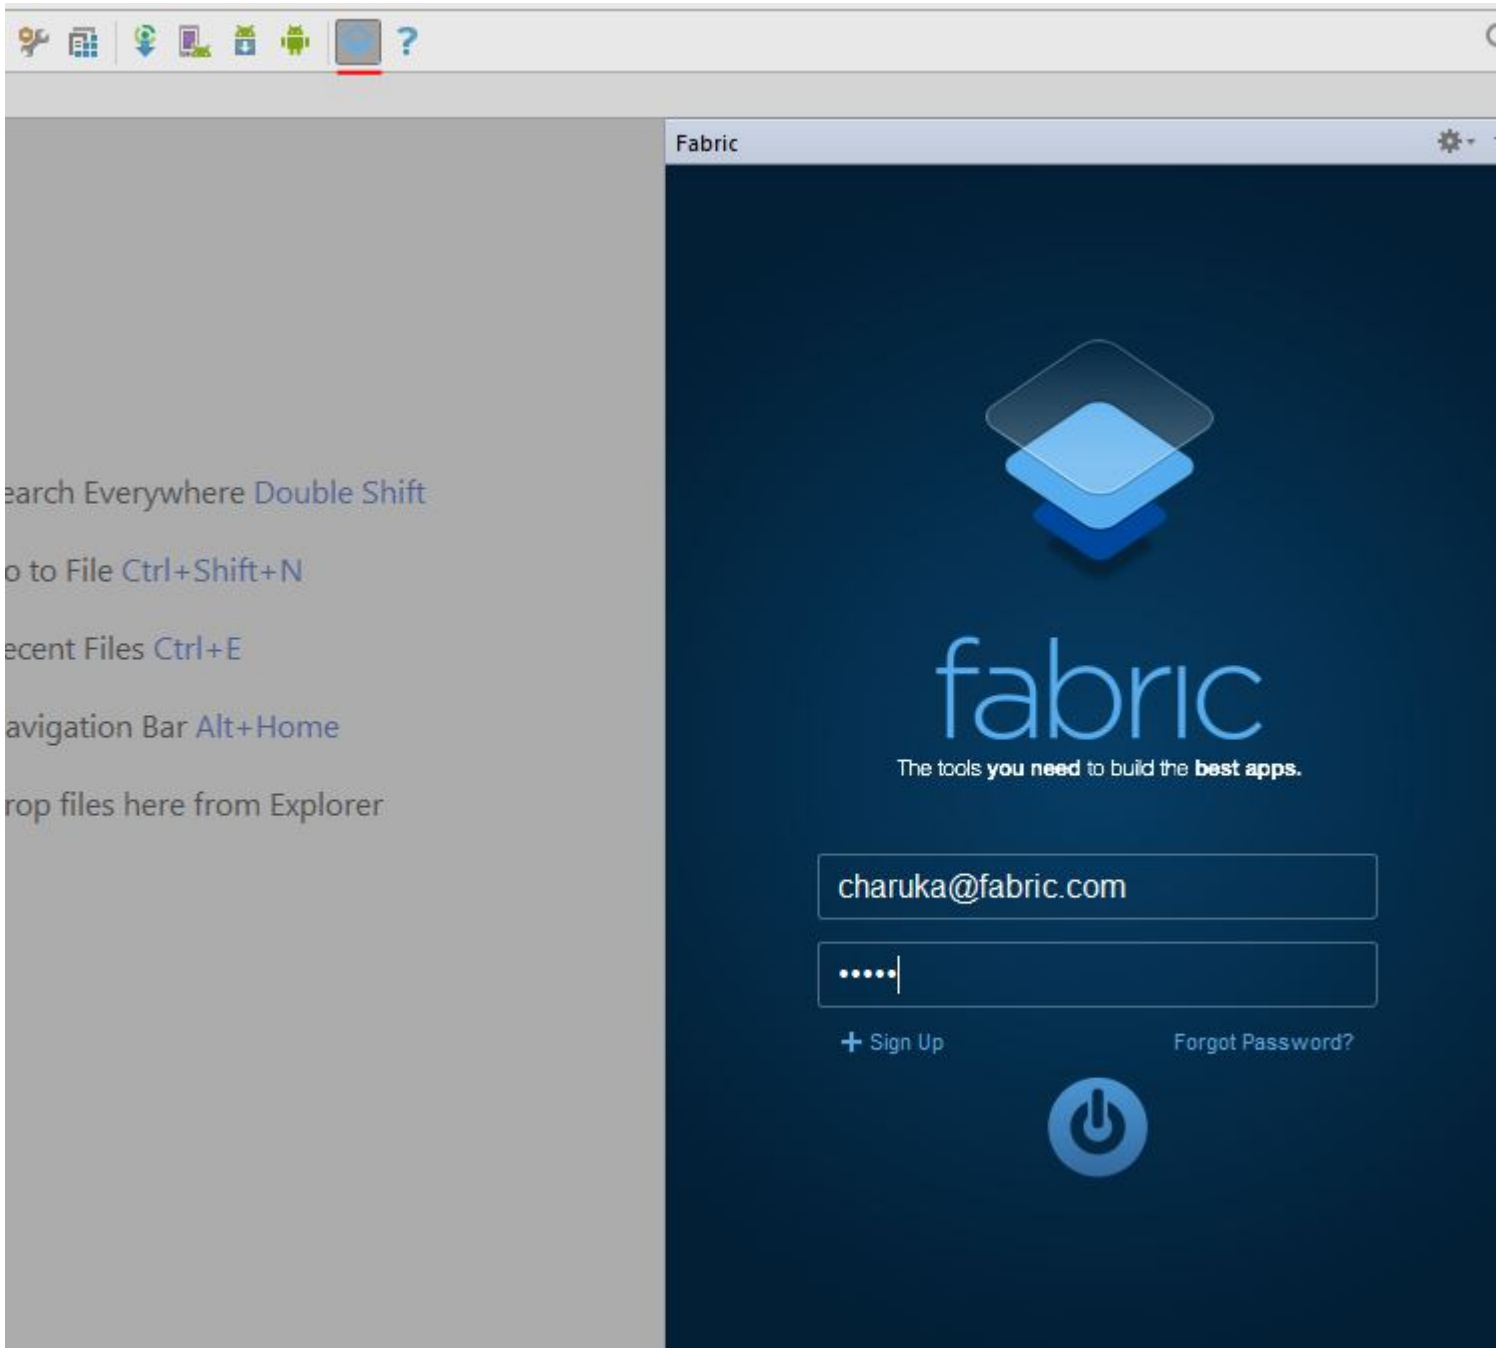 ?
Fabric
earch Everywhere Double Shift
o to File Ctrl+Shift+N
ecent Files Ctrl+E
avigation Bar Alt+Home
rop files here from Explorer
fabric
The tools you need to build the best apps.
charuka@fabric.com
•••••
+ Sign Up
Forgot Password?